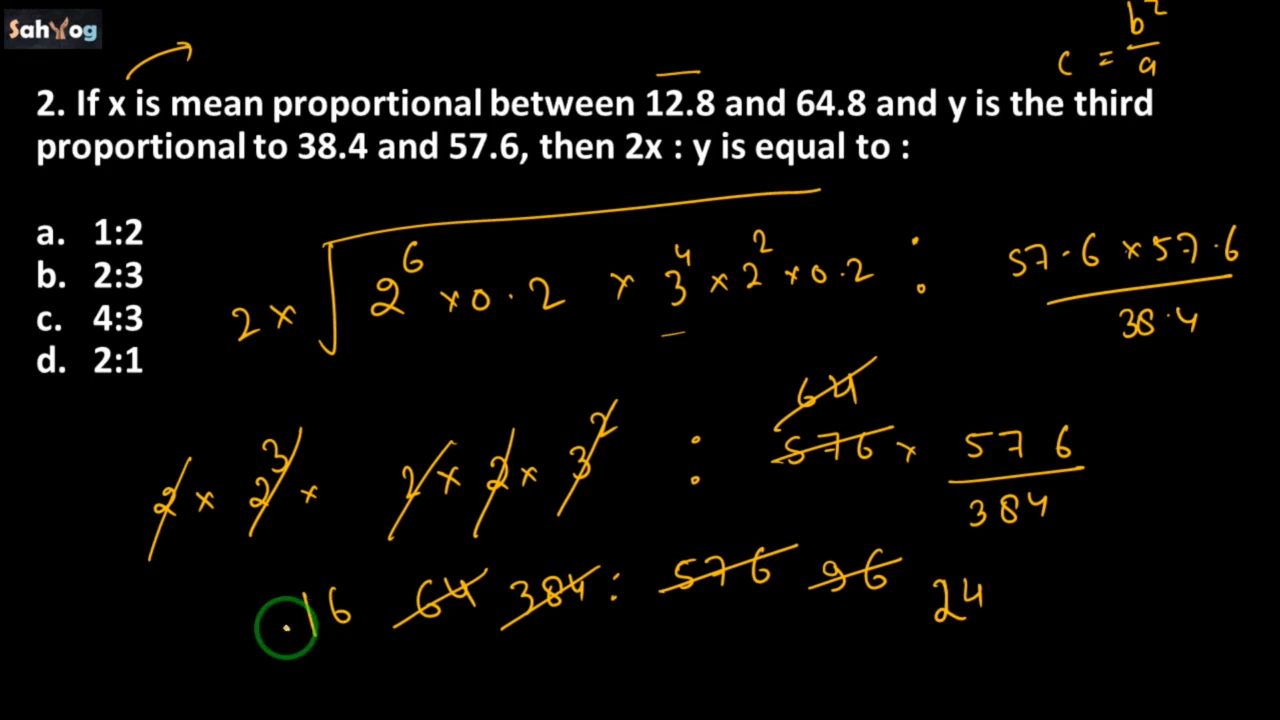 SahYog
c = b²/a
2. If x is mean proportional between 12.8 and 64.8 and y is the third
proportional to 38.4 and 57.6, then 2x : y is equal to :
a. 1:2
b. 2:3
c. 4:3
d. 2:1
2 × √(2⁶ × 0.2 × 3⁴ × 2² × 0.2) : 57.6 × 57.6 / 38.4
64
2 × 2³ × 2 × 2 × 3² : 576 × 576 / 384
16 64 384 : 576 96 24